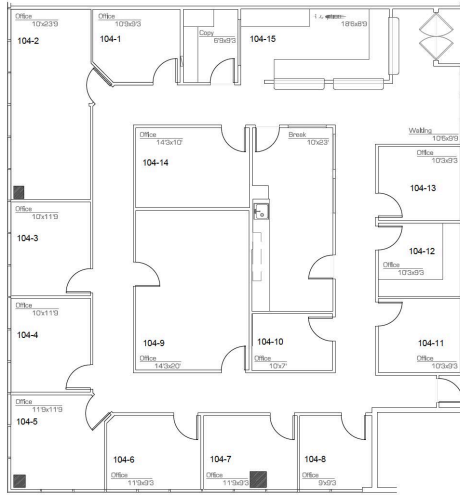 Office
10'x23'9
104-2
Office
10'9x9'3
104-1
Copy
6'9x9'3
104-15
18'6x8'9
Waiting
10'6x9'9
Office
14'3x10'
104-14
Break
10'x23'
Office
10'3x9'3
104-13
Office
10'x11'9
104-3
104-12
Office
10'3x9'3
Office
10'x11'9
104-4
104-9
Office
14'3x20'
104-10
Office
10'x7'
104-11
Office
10'3x9'3
Office
11'9x11'9
104-5
104-6
Office
11'9x9'3
104-7
Office
11'9x9'3
104-8
Office
9'x9'3